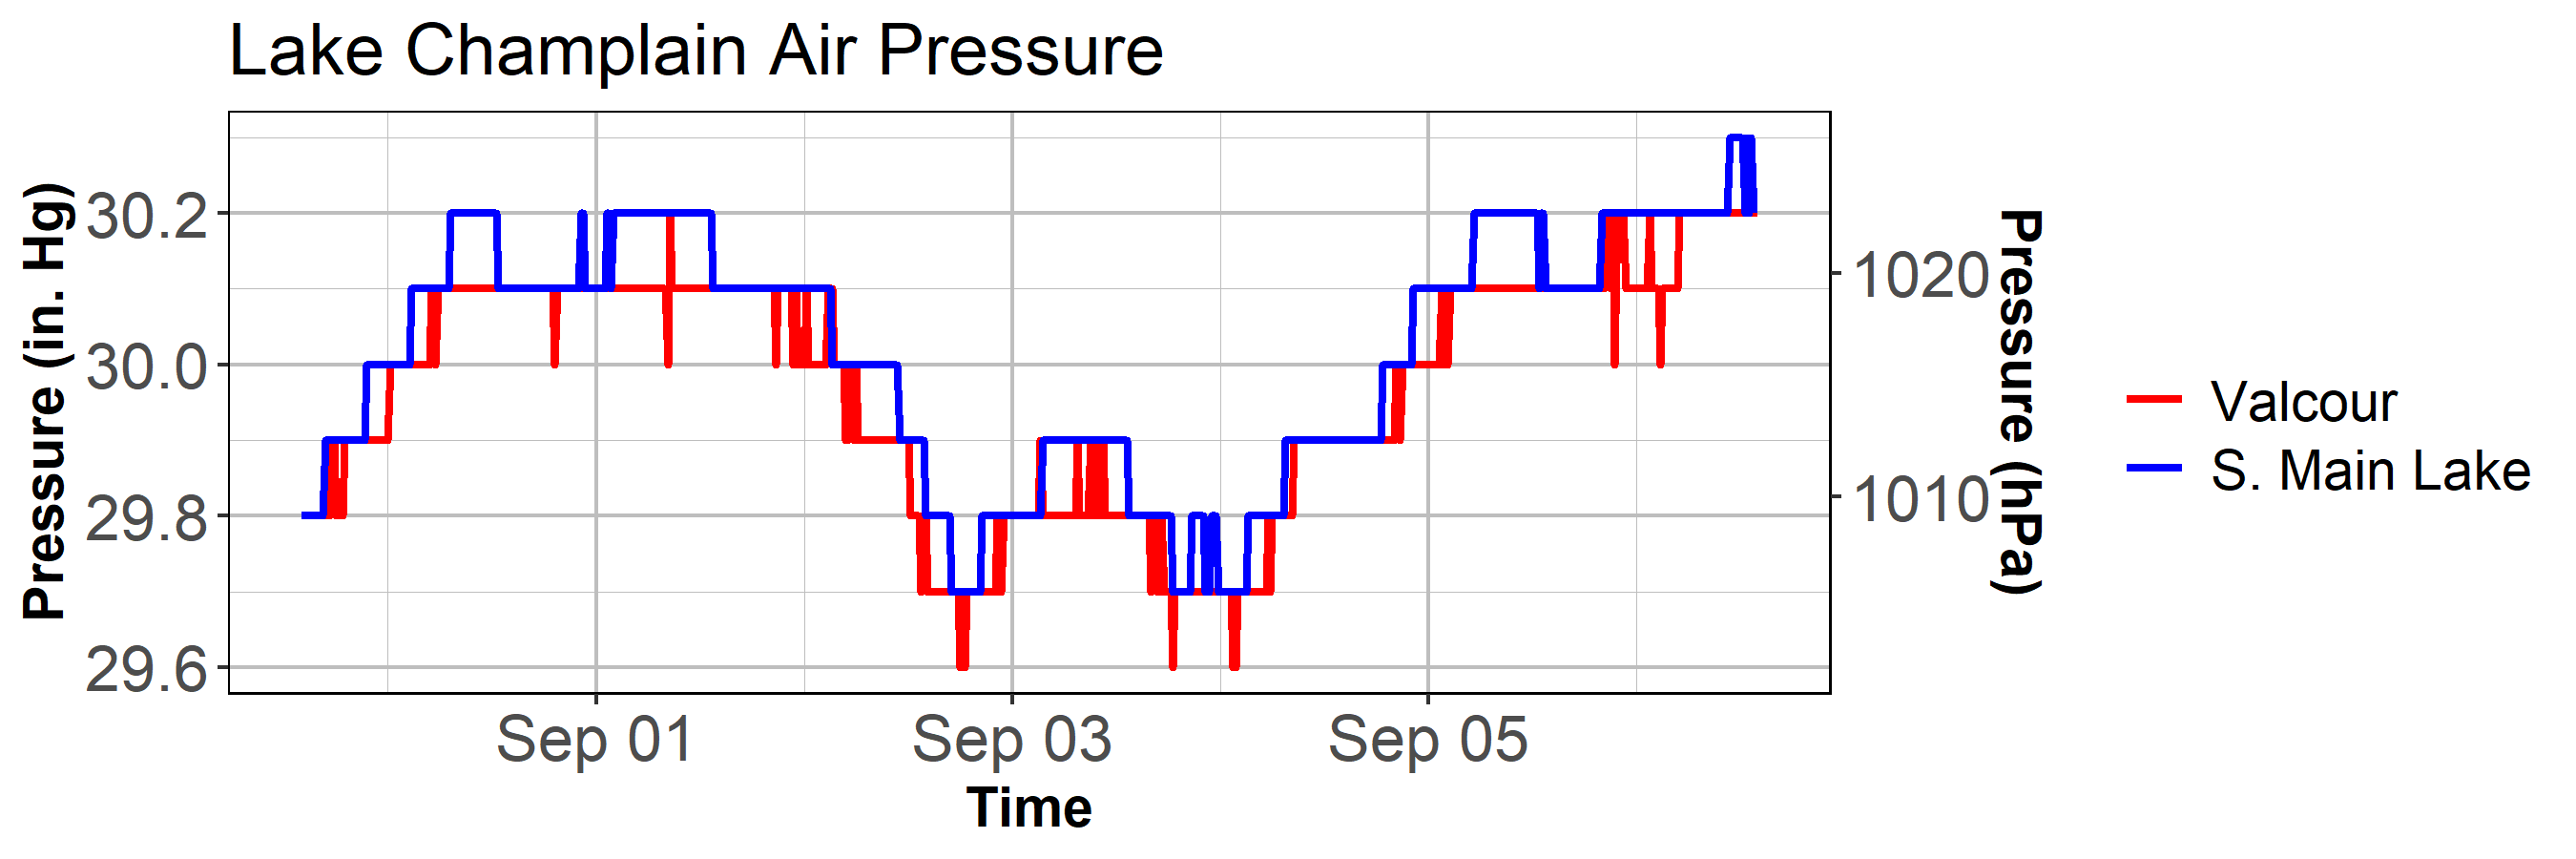 Lake Champlain Air Pressure
Pressure (in. Hg)
30.2
30.0
29.8
29.6
Sep 01
Sep 03
Sep 05
Time
1020
1010
Pressure (hPa)
Valcour
S. Main Lake